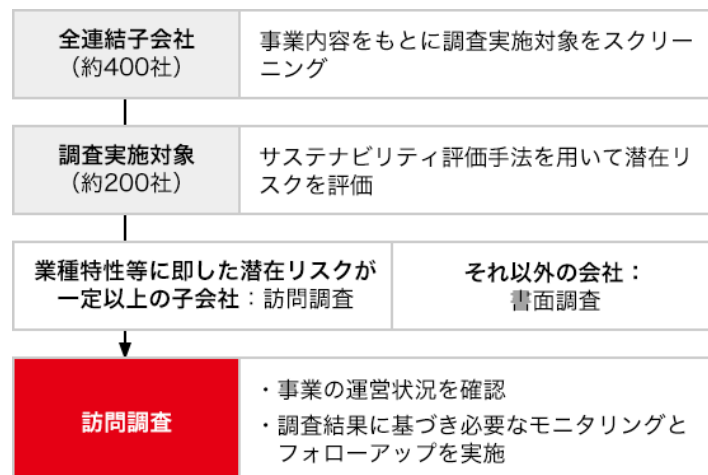 全連結子会社
（約400社）
事業内容をもとに調査実施対象をスクリー
ニング
調査実施対象
（約200社）
サステナビリティ評価手法を用いて潜在リ
スクを評価
業種特性等に即した潜在リスクが
一定以上の子会社：訪問調査
それ以外の会社：
書面調査
訪問調査
・事業の運営状況を確認
・調査結果に基づき必要なモニタリングと
フォローアップを実施